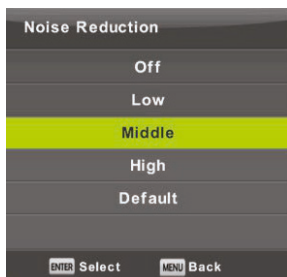 Noise Reduction
Off
Low
Middle
High
Default
ENTER Select MENU Back